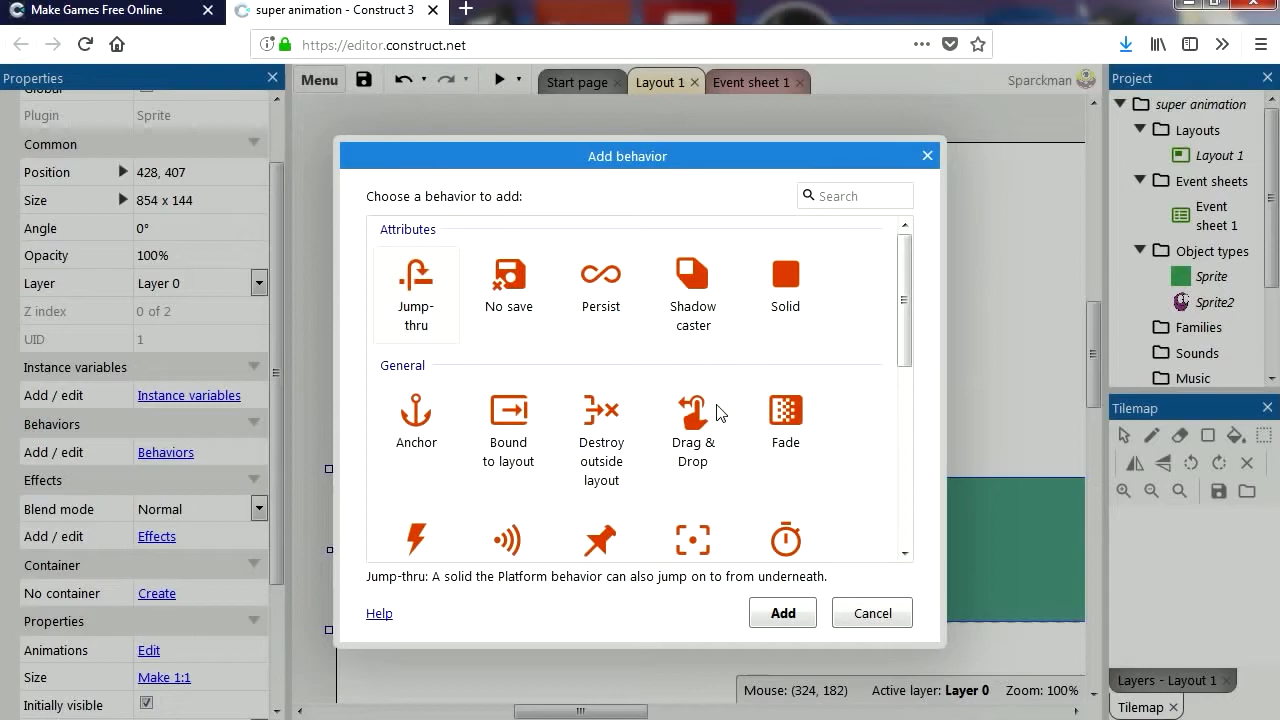 Make Games Free Online
super animation - Construct 3
https://editor.construct.net
Properties
Menu
Start page
Layout 1
Event sheet 1
Sparckman
Project
Plugin
Sprite
Common
Position
428, 407
Size
854 x 144
Angle
0°
Opacity
100%
Layer
Layer 0
Z index
0 of 2
UID
1
Instance variables
Add / edit
Instance variables
Behaviors
Add / edit
Behaviors
Effects
Blend mode
Normal
Add / edit
Effects
Container
No container
Create
Properties
Animations
Edit
Size
Make 1:1
Initially visible
Add behavior
Choose a behavior to add:
Search
Attributes
Jump-
thru
No save
Persist
Shadow
caster
Solid
General
Anchor
Bound
to layout
Destroy
outside
layout
Drag &
Drop
Fade
Jump-thru: A solid the Platform behavior can also jump on to from underneath.
Help
Add
Cancel
Mouse: (324, 182)
Active layer: Layer 0
Zoom: 100%
super animation
Layouts
Layout 1
Event sheets
Event
sheet 1
Object types
Sprite
Sprite2
Families
Sounds
Music
Tilemap
Layers - Layout 1
Tilemap